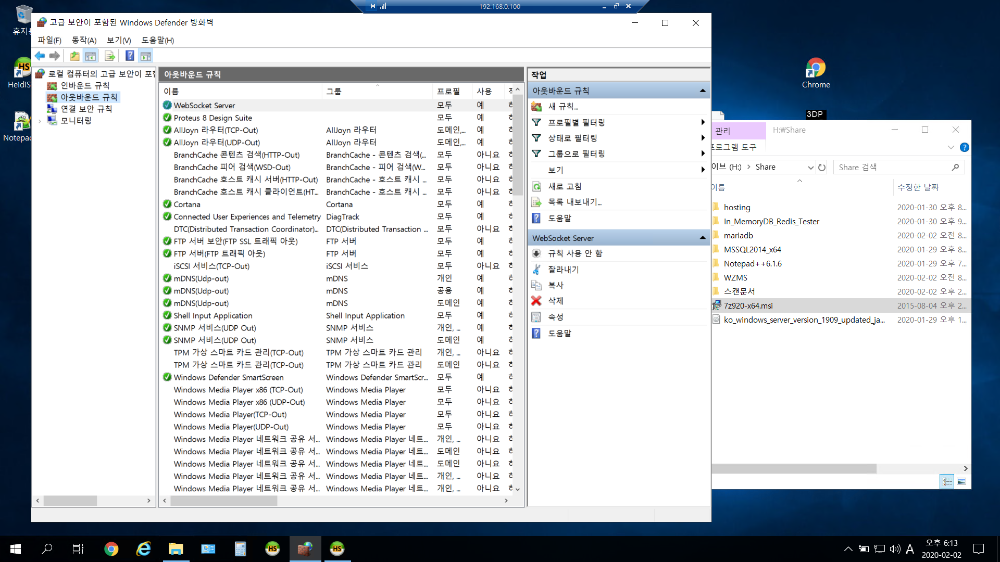 192.168.0.100
휴지통
HeidiS
Notepad
고급 보안이 포함된 Windows Defender 방화벽
파일(F) 동작(A) 보기(V) 도움말(H)
로컬 컴퓨터의 고급 보안이 포함
인바운드 규칙
아웃바운드 규칙
연결 보안 규칙
모니터링
아웃바운드 규칙
이름 그룹 프로필 사용
WebSocket Server 모두 예
Proteus 8 Design Suite 모두 예
AllJoyn 라우터(TCP-Out) AllJoyn 라우터 도메인,... 예
AllJoyn 라우터(UDP-Out) AllJoyn 라우터 도메인,... 예
BranchCache 콘텐츠 검색(HTTP-Out) BranchCache - 콘텐츠 검색(... 모두 아니요
BranchCache 피어 검색(WSD-Out) BranchCache - 피어 검색(W... 모두 아니요
BranchCache 호스트 캐시 서버(HTTP-Out) BranchCache - 호스트 캐시 ... 모두 아니요
BranchCache 호스트 캐시 클라이언트(HT... BranchCache - 호스트 캐시 ... 모두 아니요
Cortana Cortana 모두 예
Connected User Experiences and Telemetry DiagTrack 모두 예
DTC(Distributed Transaction Coordinator)... DTC(Distributed Transaction ... 모두 아니요
FTP 서버 보안(FTP SSL 트래픽 아웃) FTP 서버 모두 예
FTP 서버(FTP 트래픽 아웃) FTP 서버 모두 예
iSCSI 서비스(TCP-Out) iSCSI 서비스 모두 아니요
mDNS(Udp-out) mDNS 개인 예
mDNS(Udp-out) mDNS 공용 예
mDNS(Udp-out) mDNS 도메인 예
Shell Input Application Shell Input Application 모두 예
SNMP 서비스(UDP Out) SNMP 서비스 개인, ... 예
SNMP 서비스(UDP Out) SNMP 서비스 도메인 예
TPM 가상 스마트 카드 관리(TCP-Out) TPM 가상 스마트 카드 관리 개인, ... 아니요
TPM 가상 스마트 카드 관리(TCP-Out) TPM 가상 스마트 카드 관리 도메인 아니요
Windows Defender SmartScreen Windows Defender SmartScr... 모두 예
Windows Media Player x86 (TCP-Out) Windows Media Player 모두 아니요
Windows Media Player x86 (UDP-Out) Windows Media Player 모두 아니요
Windows Media Player(TCP-Out) Windows Media Player 모두 아니요
Windows Media Player(UDP-Out) Windows Media Player 모두 아니요
Windows Media Player 네트워크 공유 서... Windows Media Player 네트... 개인, ... 아니요
Windows Media Player 네트워크 공유 서... Windows Media Player 네트... 도메인 아니요
Windows Media Player 네트워크 공유 서... Windows Media Player 네트... 도메인 아니요
Windows Media Player 네트워크 공유 서... Windows Media Player 네트... 개인, ... 아니요
Windows Media Player 네트워크 공유 서... Windows Media Player 네트... 개인, ... 아니요
작업
아웃바운드 규칙
새 규칙...
프로필별 필터링
상태로 필터링
그룹으로 필터링
보기
새로 고침
목록 내보내기...
도움말
WebSocket Server
규칙 사용 안 함
잘라내기
복사
삭제
속성
도움말
Chrome
3DP
관리 H:₩Share
프로그램 도구
이브 (H:) Share Share 검색
이름 수정한 날짜
hosting 2020-01-30 오후 8...
In_MemoryDB_Redis_Tester 2020-01-30 오후 9...
mariadb 2020-02-02 오전 8...
MSSQL2014_x64 2020-01-29 오후 8...
Notepad++6.1.6 2020-01-29 오후 7...
WZMS 2020-02-02 오전 8...
스캔문서 2020-02-02 오후 2...
7z920-x64.msi 2015-08-04 오후 2...
ko_windows_server_version_1909_updated_ja... 2020-01-29 오후 1...
HS
HS
A
오후 6:13
2020-02-02